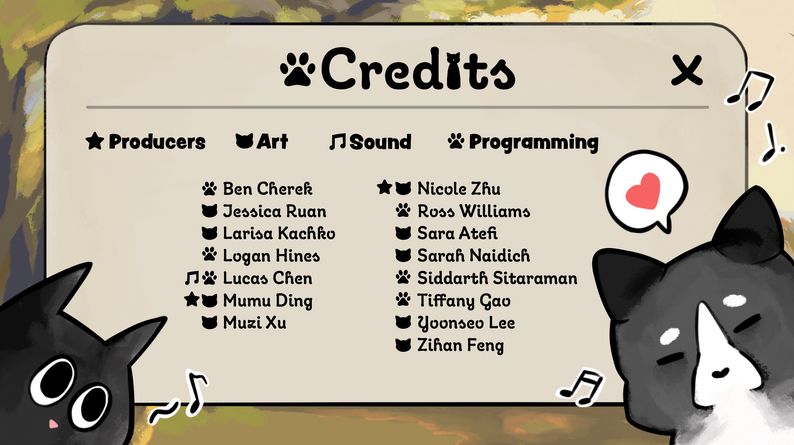 Credits
Producers Art Sound Programming
Ben Cherek
Jessica Ruan
Larisa Kachko
Logan Hines
Lucas Chen
Mumu Ding
Muzi Xu
Nicole Zhu
Ross Williams
Sara Atefi
Sarah Naidich
Siddarth Sitaraman
Tiffany Gao
Yoonseo Lee
Zihan Feng